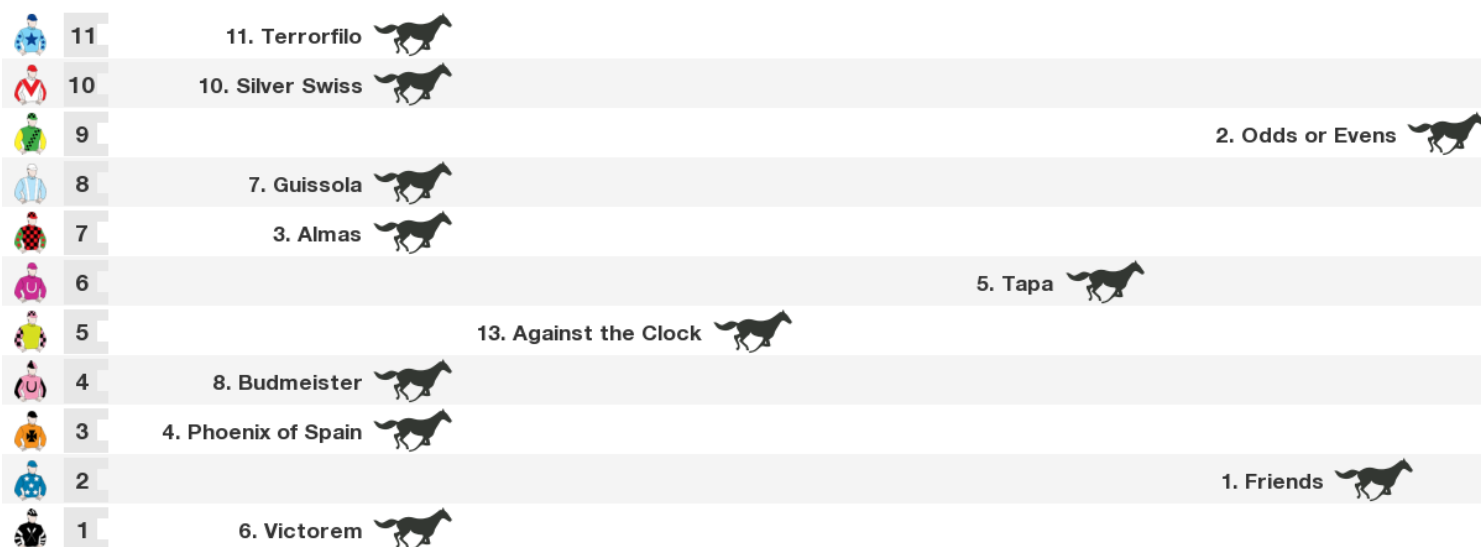 11 11. Terrorfilo
10 10. Silver Swiss
9 2. Odds or Evens
8 7. Guissola
7 3. Almas
6 5. Tapa
5 13. Against the Clock
4 8. Budmeister
3 4. Phoenix of Spain
2 1. Friends
1 6. Victorem